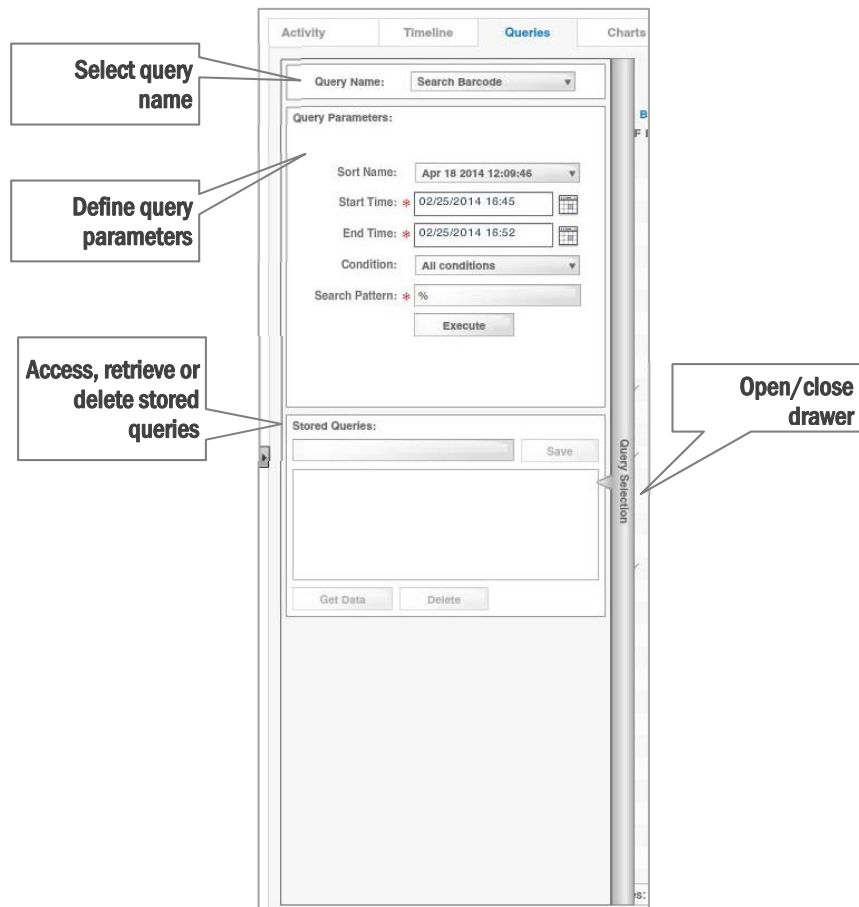 Activity Timeline Queries Charts
Select query
name
Query Name: Search Barcode
Query Parameters:
B
F
Define query
parameters
Sort Name: Apr 18 2014 12:09:46
Start Time: * 02/25/2014 16:45
End Time: * 02/25/2014 16:52
Condition: All conditions
Search Pattern: * %
Execute
Access, retrieve or
delete stored
queries
Open/close
drawer
Stored Queries:
Save
Query Selection
Get Data Delete
s: